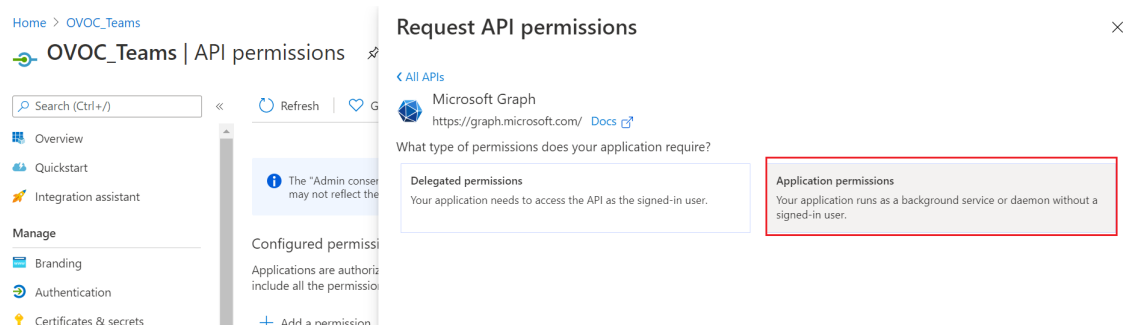 Home > OVOC_Teams
OVOC_Teams | API permissions
Search (Ctrl+/)
«
Overview
Quickstart
Integration assistant
Manage
Branding
Authentication
Certificates & secrets
Refresh
G
The "Admin conser
may not reflect the
Configured permissi
Applications are authoriz
include all the permission
Add a permission
Request API permissions
All APIs
Microsoft Graph
https://graph.microsoft.com/ Docs
What type of permissions does your application require?
Delegated permissions
Your application needs to access the API as the signed-in user.
Application permissions
Your application runs as a background service or daemon without a
signed-in user.